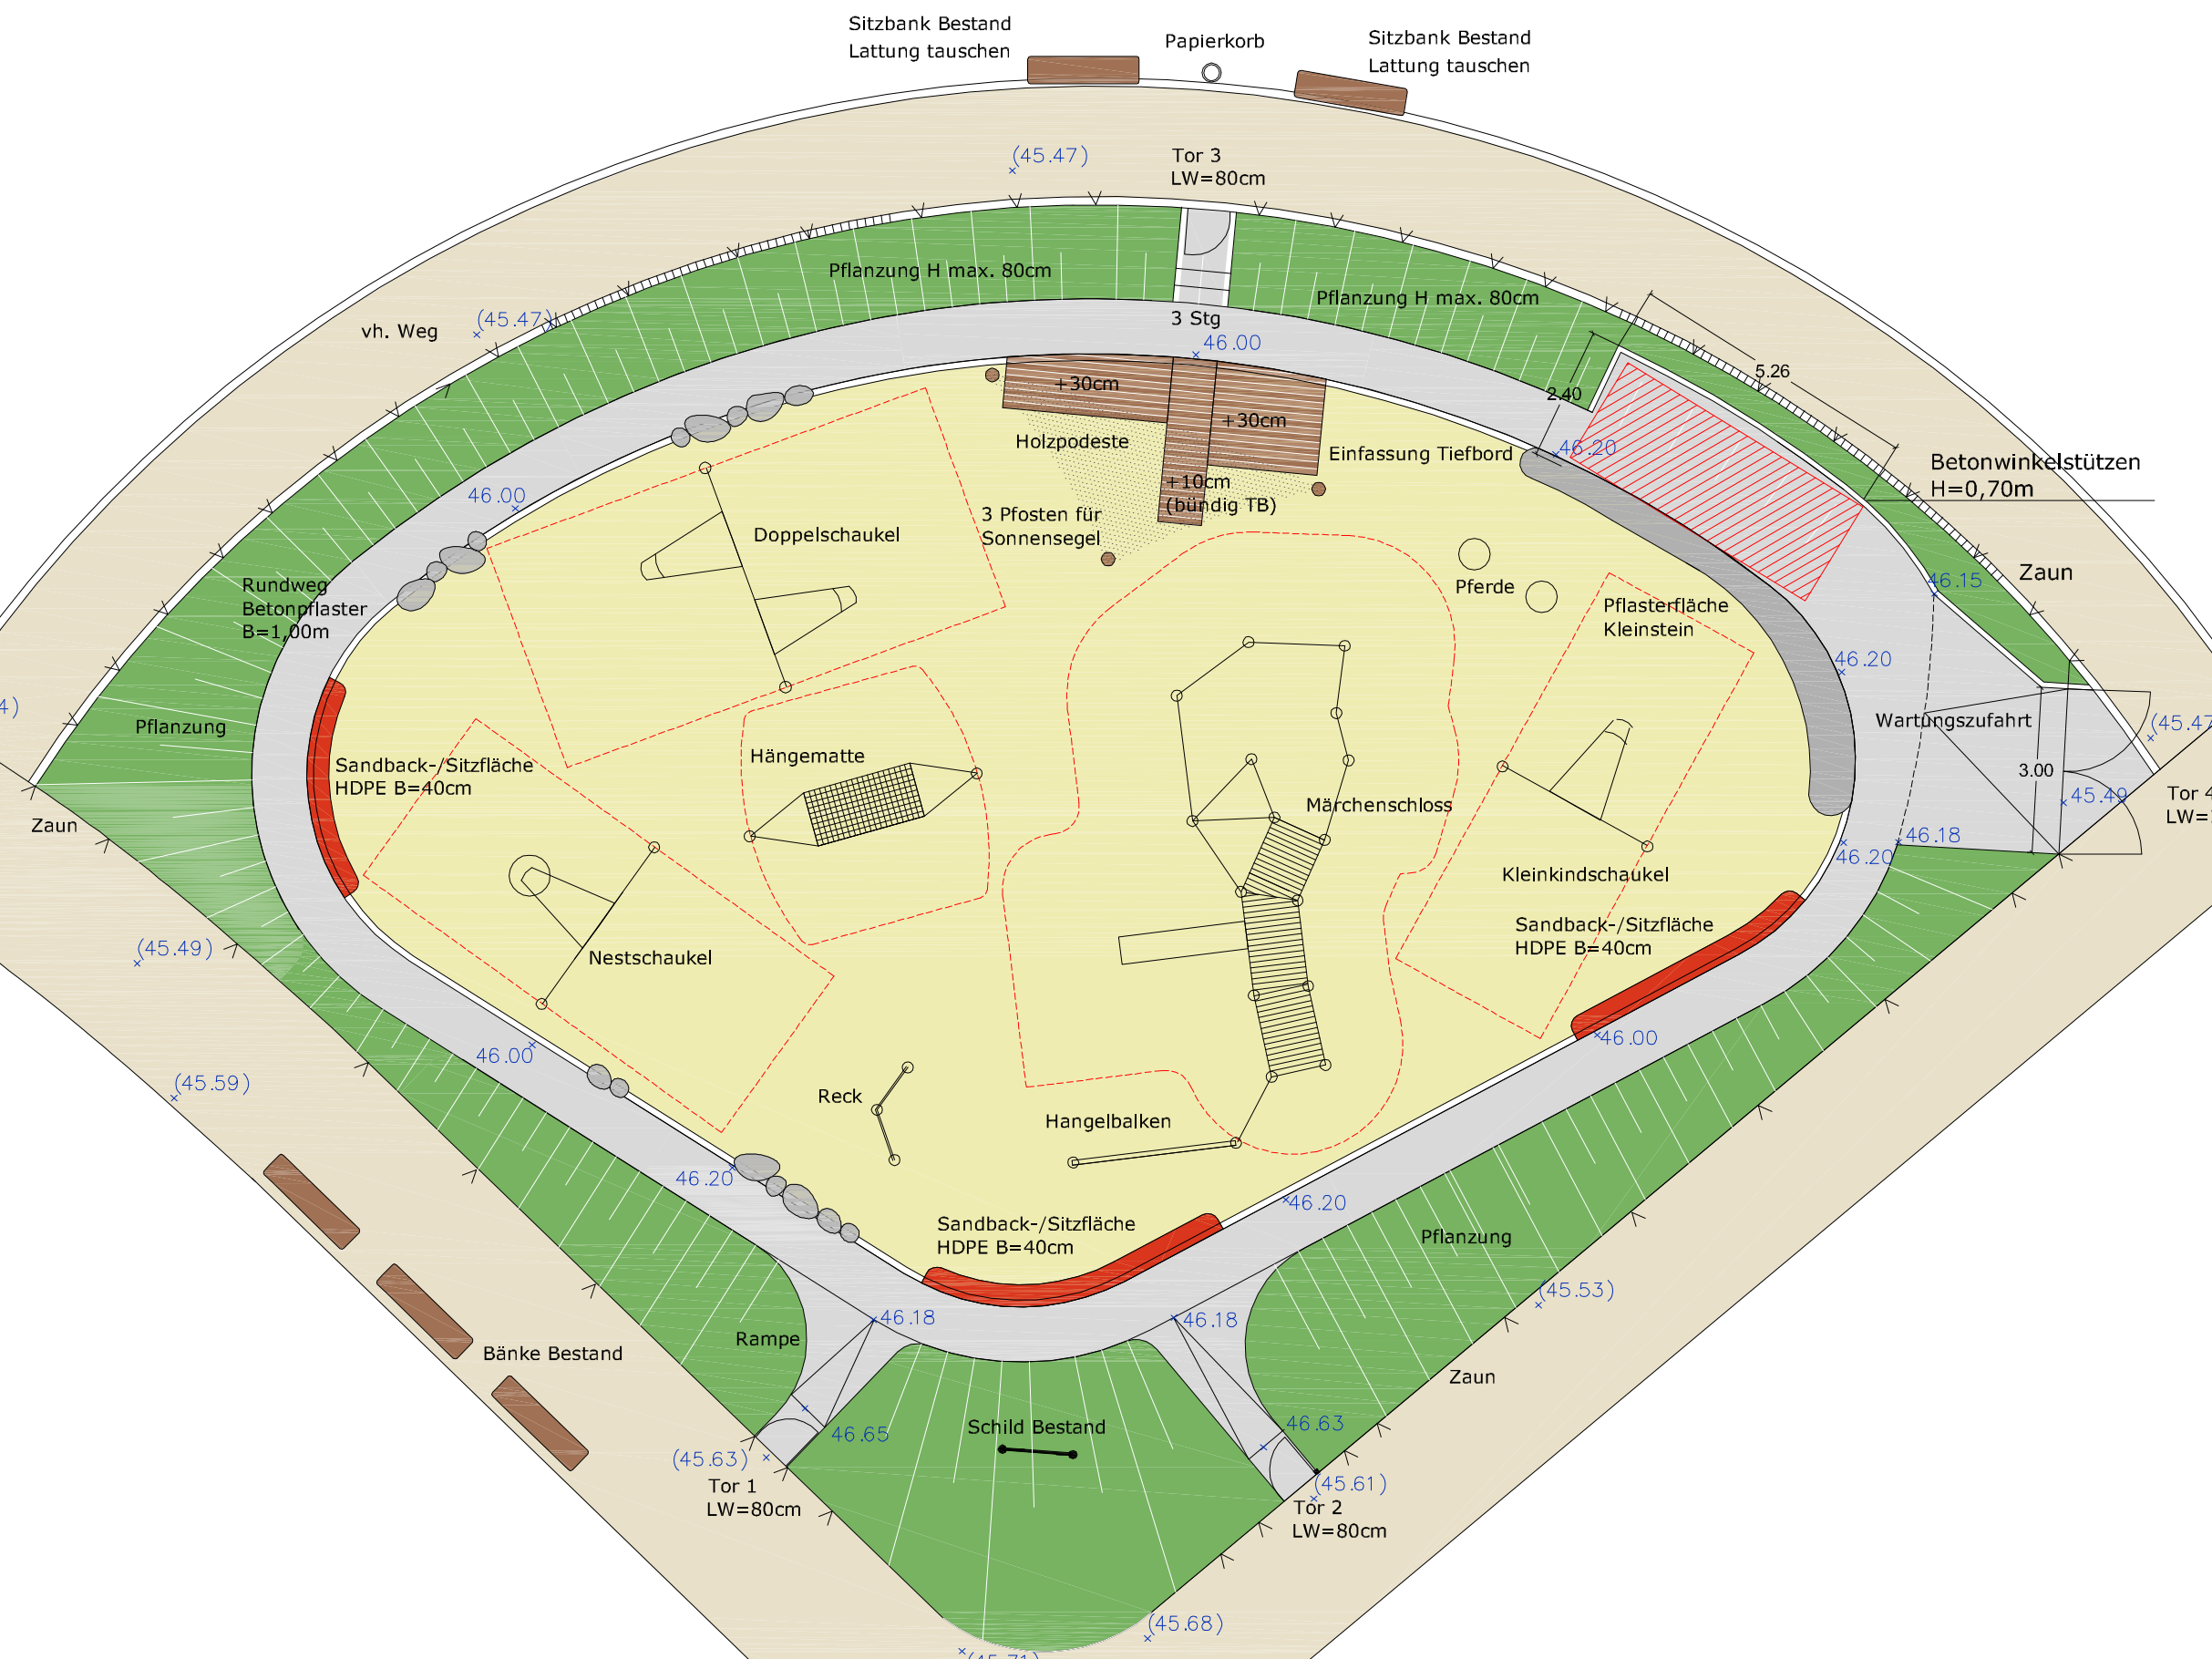 Sitzbank Bestand
Lattung tauschen
Papierkorb
Sitzbank Bestand
Lattung tauschen
(45.47)
Tor 3
LW=80cm
Pflanzung H max. 80cm
Pflanzung H max. 80cm
vh. Weg
(45.47)
3 Stg
46.00
5.26
2.40
+30cm
+30cm
Holzpodeste
Einfassung Tiefbord
46.20
Betonwinkelstützen
H=0,70m
+10cm
(bündig TB)
46.00
3 Pfosten für
Sonnensegel
Doppelschaukel
Zaun
46.15
Pferde
Rundweg
Betonpflaster
B=1,00m
Pflasterfläche
Kleinstein
46.20
4)
Pflanzung
Wartungszufahrt
(45.47
Sandback-/Sitzfläche
HDPE B=40cm
Hängematte
3.00
45.49
Tor 4
Märchenschloss
Zaun
46.18
46.20
Kleinkindschaukel
(45.49)
Nestschaukel
Sandback-/Sitzfläche
HDPE B=40cm
46.00
46.00
(45.59)
Reck
Hangelbalken
46.20
46.20
Sandback-/Sitzfläche
HDPE B=40cm
Pflanzung
(45.53)
46.18
46.18
Rampe
Bänke Bestand
Zaun
Schild Bestand
46.65
46.63
(45.63)
Tor 1
LW=80cm
(45.61)
Tor 2
LW=80cm
(45.68)